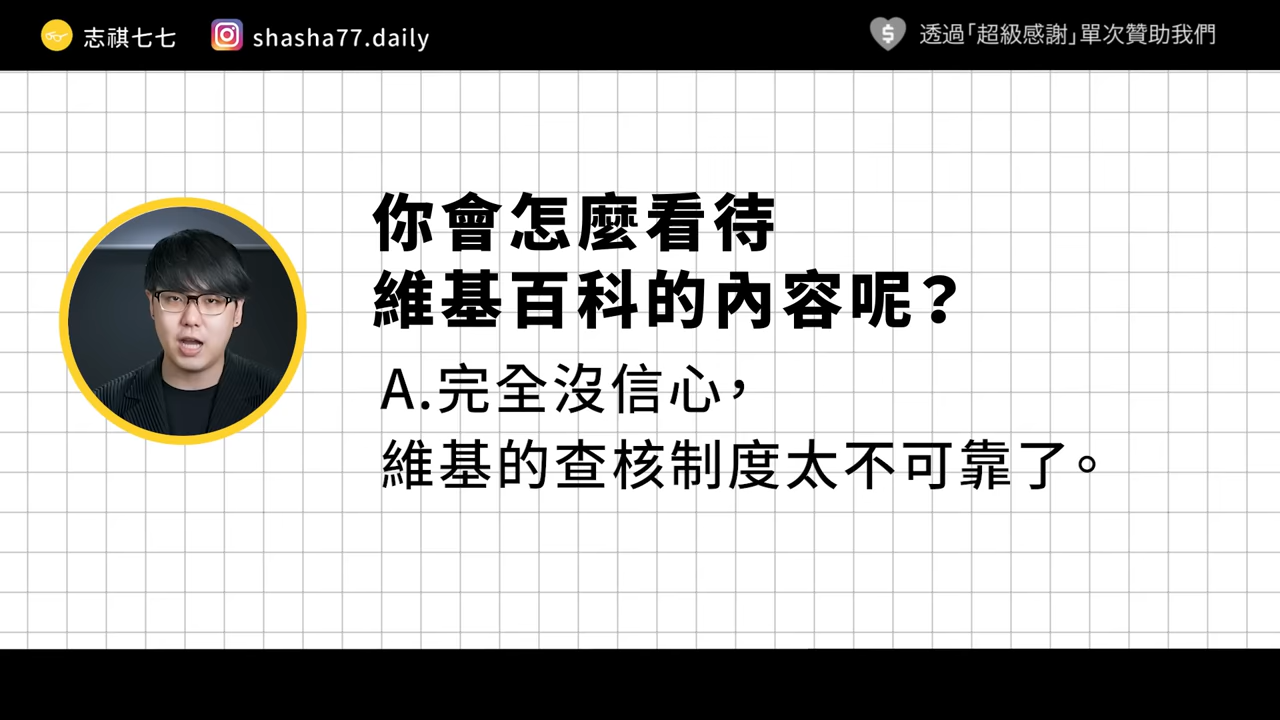 志祺七七 shasha77.daily 透過「超級感謝」單次贊助我們
你會怎麼看待
維基百科的內容呢？
A.完全沒信心，
維基的查核制度太不可靠了。